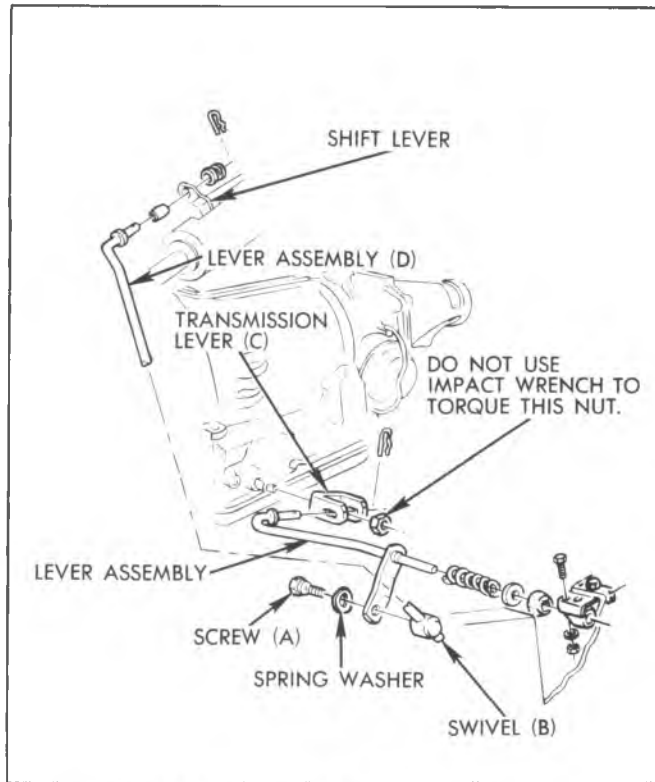 SHIFT LEVER
LEVER ASSEMBLY (D)
TRANSMISSION
LEVER (C)
DO NOT USE
IMPACT WRENCH TO
TORQUE THIS NUT.
LEVER ASSEMBLY
SCREW (A)
SPRING WASHER
SWIVEL (B)